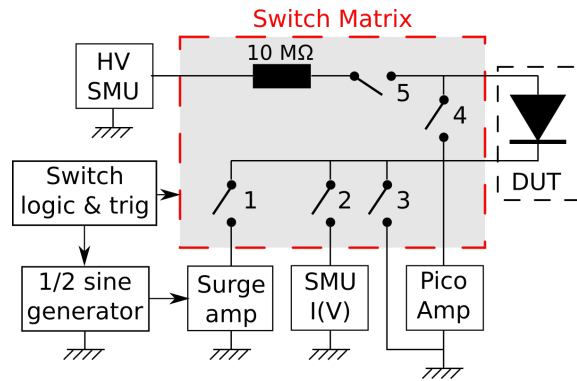 Switch Matrix
HV
SMU
10 MΩ
5
4
DUT
Switch
logic & trig
1
2
3
1/2 sine
generator
Surge
amp
SMU
I(V)
Pico
Amp